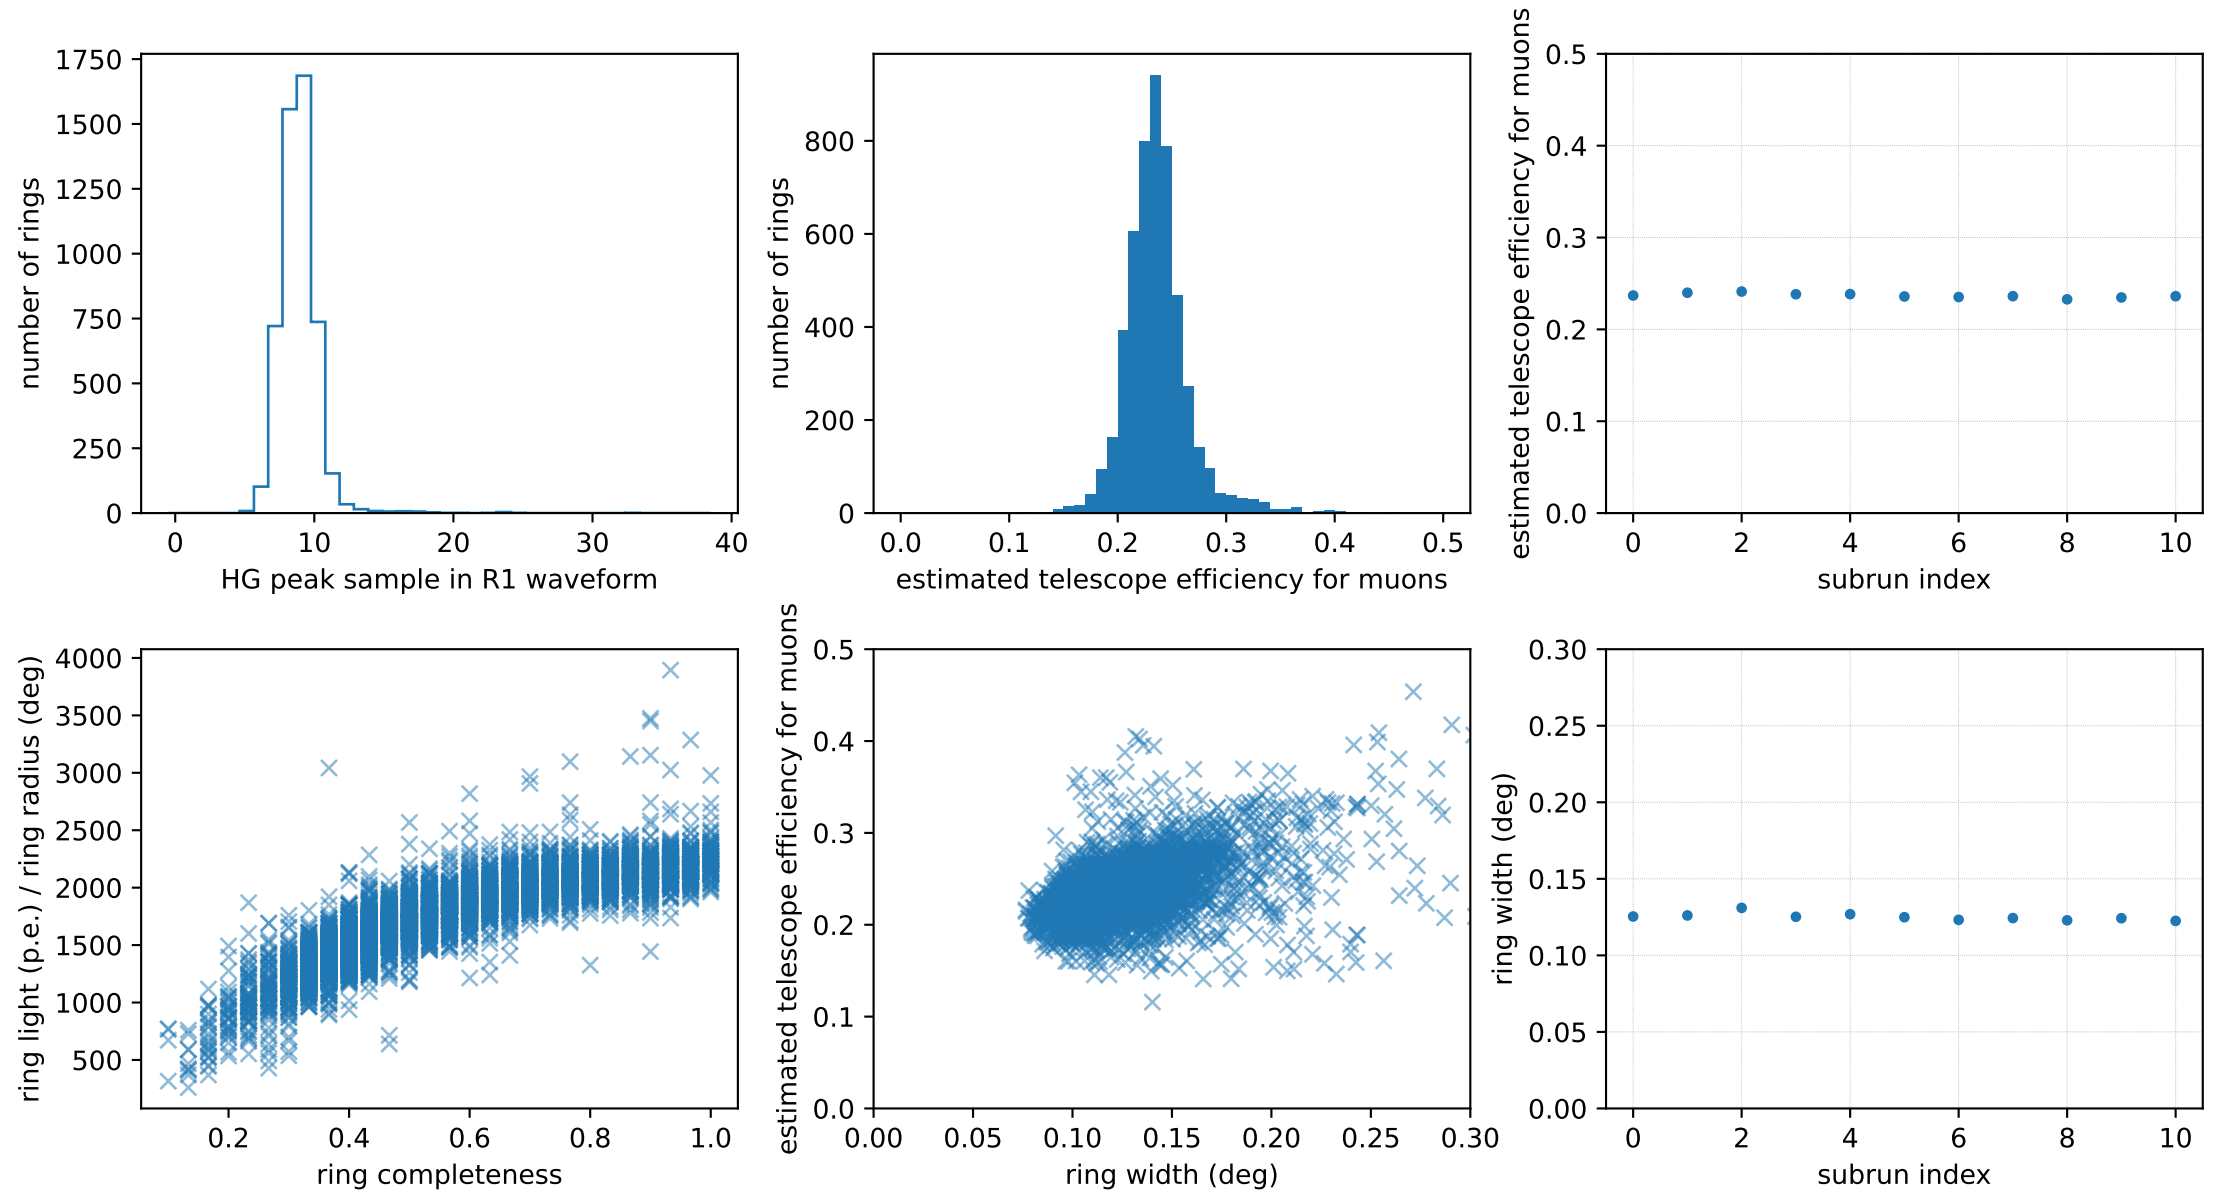 1750
1500
1250
1000
750
500
250
0
number of rings
0 10 20 30 40
HG peak sample in R1 waveform
800
600
400
200
0
number of rings
0.0 0.1 0.2 0.3 0.4 0.5
estimated telescope efficiency for muons
0.5
0.4
0.3
0.2
0.1
0.0
estimated telescope efficiency for muons
0 2 4 6 8 10
subrun index
4000
3500
3000
2500
2000
1500
1000
500
ring light (p.e.) / ring radius (deg)
0.2 0.4 0.6 0.8 1.0
ring completeness
0.5
0.4
0.3
0.2
0.1
0.0
estimated telescope efficiency for muons
0.00 0.05 0.10 0.15 0.20 0.25 0.30
ring width (deg)
0.30
0.25
0.20
0.15
0.10
0.05
0.00
ring width (deg)
0 2 4 6 8 10
subrun index